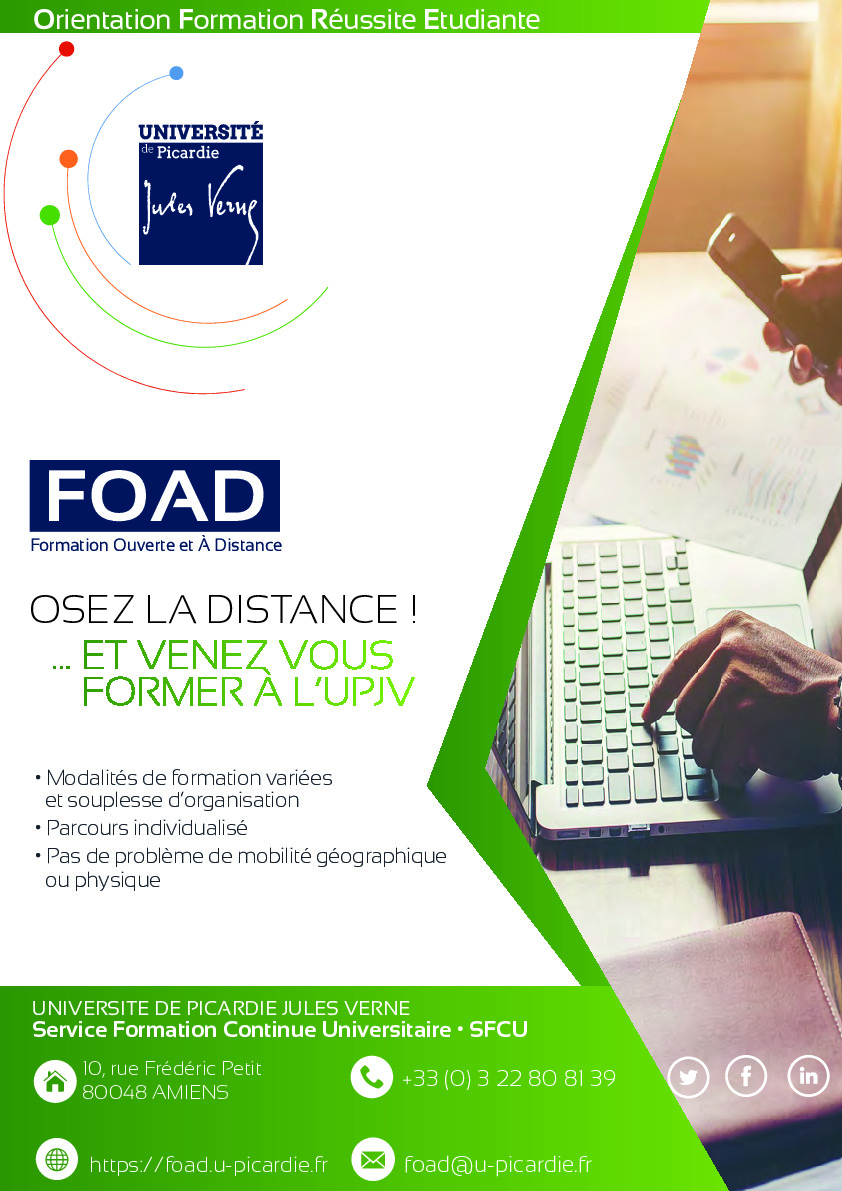 Orientation Formation Réussite Etudiante
UNIVERSITÉ
de Picardie
Jules Verne
FOAD
Formation Ouverte et À Distance
OSEZ LA DISTANCE !
... ET VENEZ VOUS
FORMER À L'UPJV
• Modalités de formation variées
et souplesse d'organisation
• Parcours individualisé
• Pas de problème de mobilité géographique
ou physique
UNIVERSITE DE PICARDIE JULES VERNE
Service Formation Continue Universitaire • SFCU
10, rue Frédéric Petit
80048 AMIENS
+33 (0) 3 22 80 81 39
https://foad.u-picardie.fr
foad@u-picardie.fr